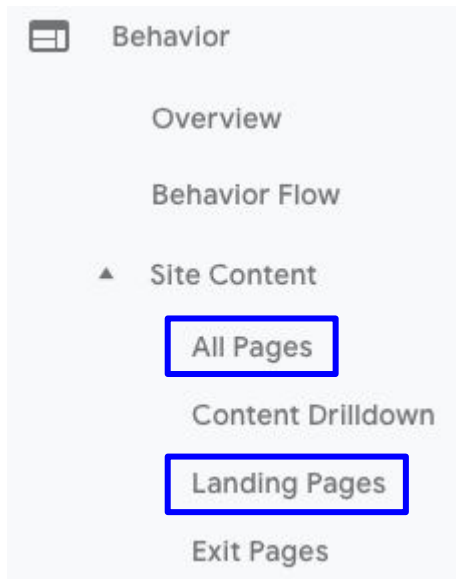 Behavior
Overview
Behavior Flow
Site Content
All Pages
Content Drilldown
Landing Pages
Exit Pages